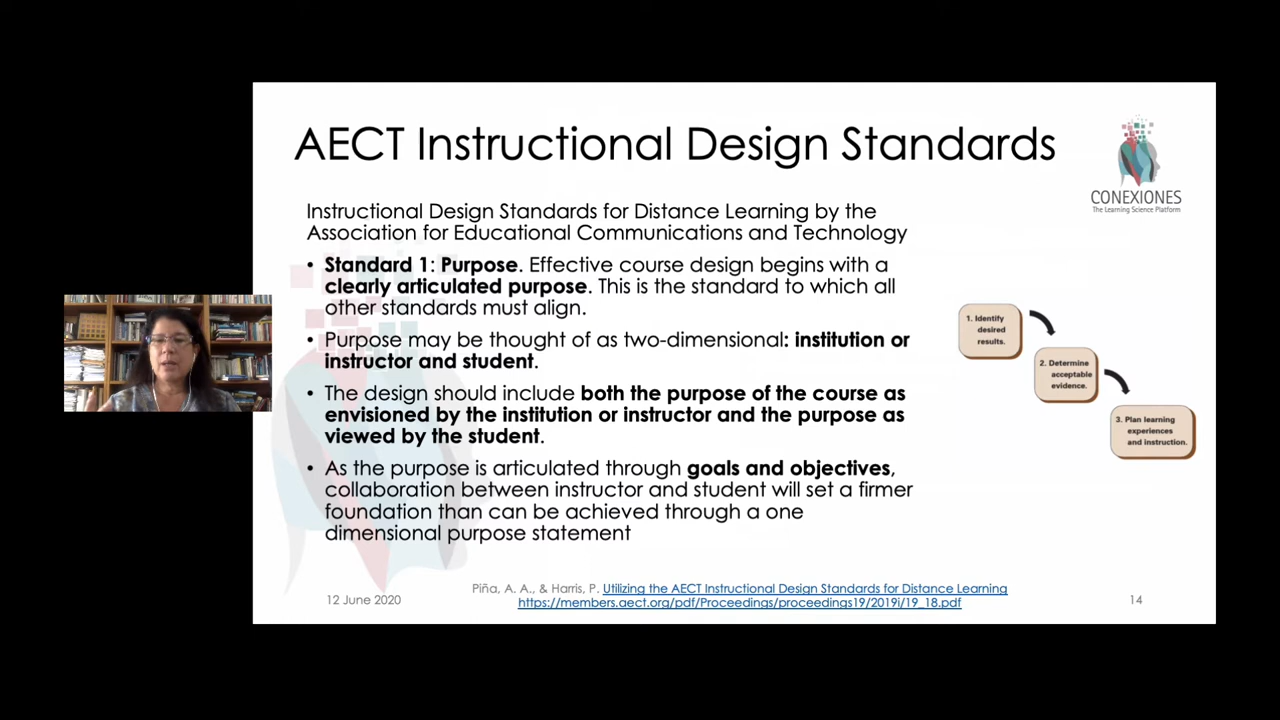 AECT Instructional Design Standards
CONEXIONES
The Learning Science Platform
Instructional Design Standards for Distance Learning by the
Association for Educational Communications and Technology
• Standard 1: Purpose. Effective course design begins with a
clearly articulated purpose. This is the standard to which all
other standards must align.
• Purpose may be thought of as two-dimensional: institution or
instructor and student.
• The design should include both the purpose of the course as
envisioned by the institution or instructor and the purpose as
viewed by the student.
• As the purpose is articulated through goals and objectives,
collaboration between instructor and student will set a firmer
foundation than can be achieved through a one
dimensional purpose statement
1. Identify
desired
results.
2. Determine
acceptable
evidence.
3. Plan learning
experiences
and instruction.
Piña, A. A., & Harris, P. Utilizing the AECT Instructional Design Standards for Distance Learning
https://members.aect.org/pdf/Proceedings/proceedings19/2019i/19_18.pdf
12 June 2020
14